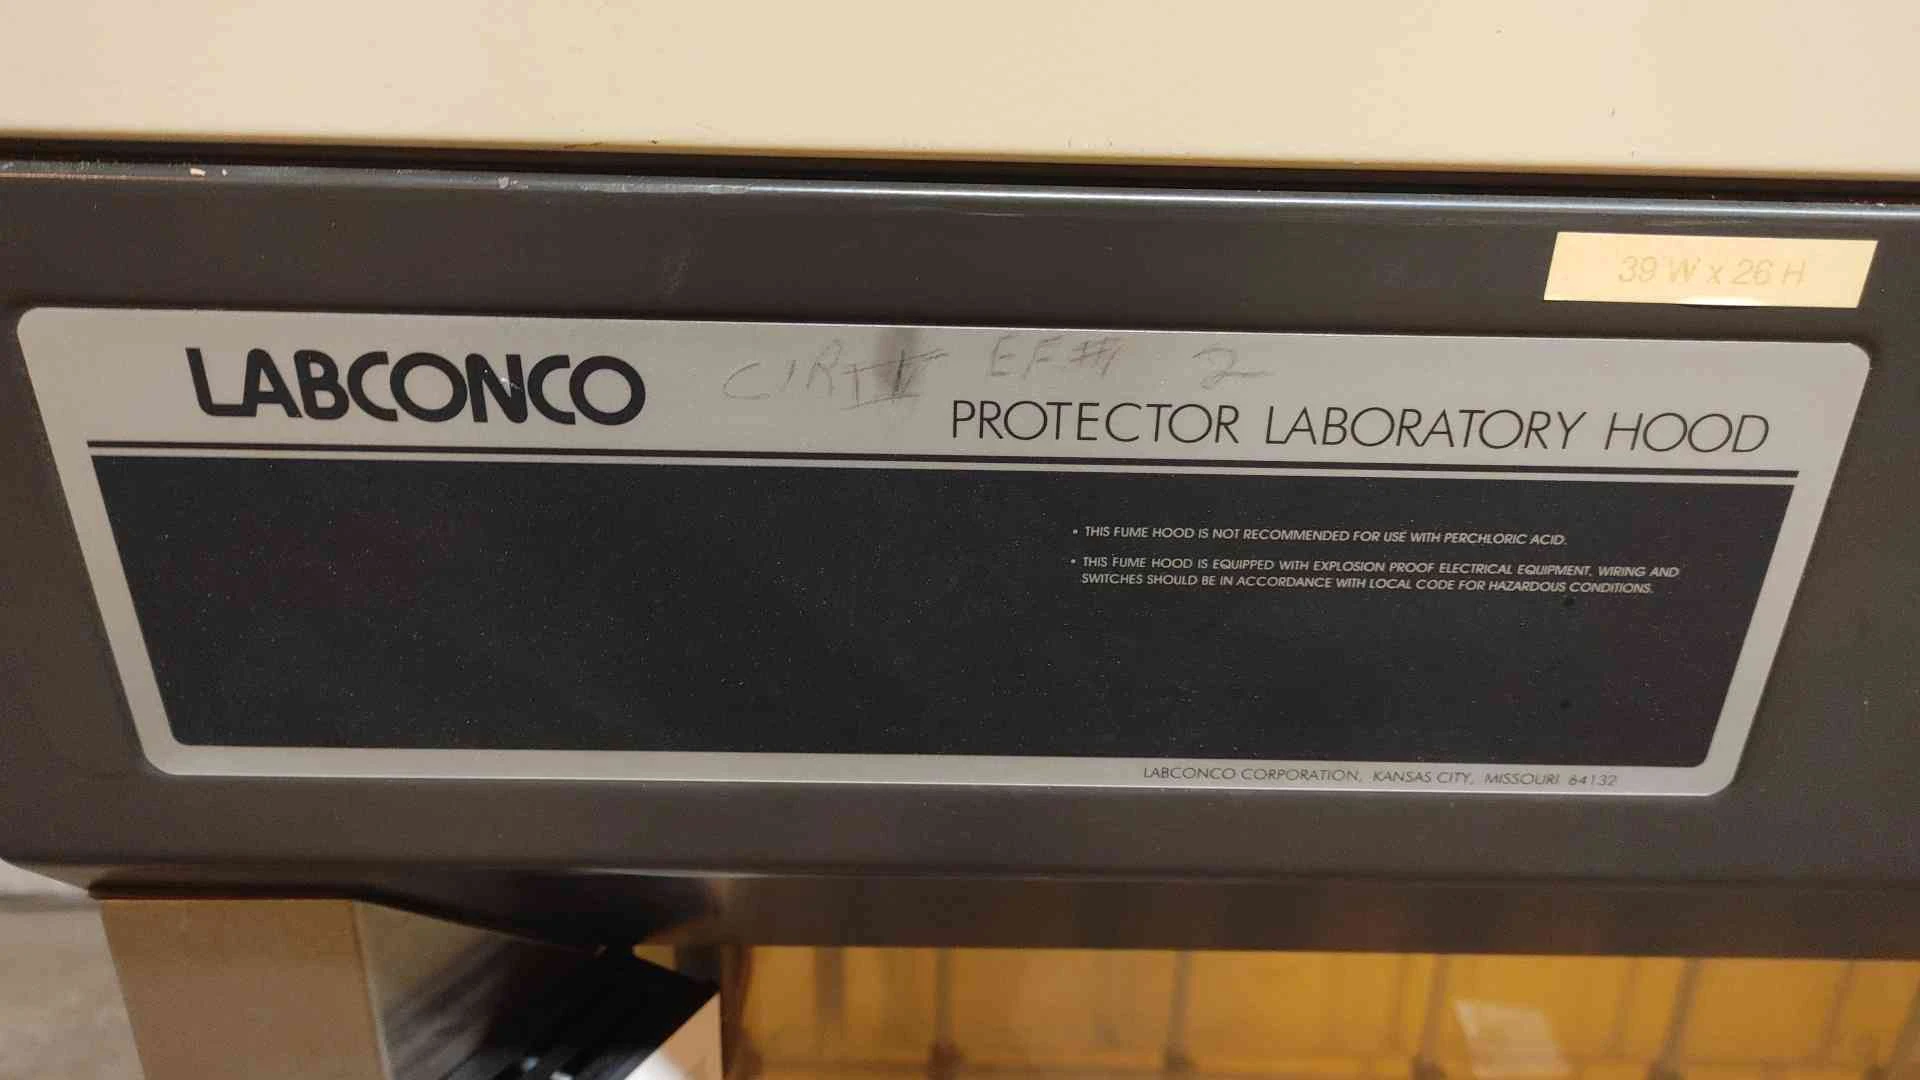 39 W x 26 H
LABCONCO
EF# 2
PROTECTOR LABORATORY HOOD
• THIS FUME HOOD IS NOT RECOMMENDED FOR USE WITH PERCHLORIC ACID.
• THIS FUME HOOD IS EQUIPPED WITH EXPLOSION PROOF ELECTRICAL EQUIPMENT, WIRING AND
SWITCHES SHOULD BE IN ACCORDANCE WITH LOCAL CODE FOR HAZARDOUS CONDITIONS.
LABCONCO CORPORATION, KANSAS CITY, MISSOURI 64132